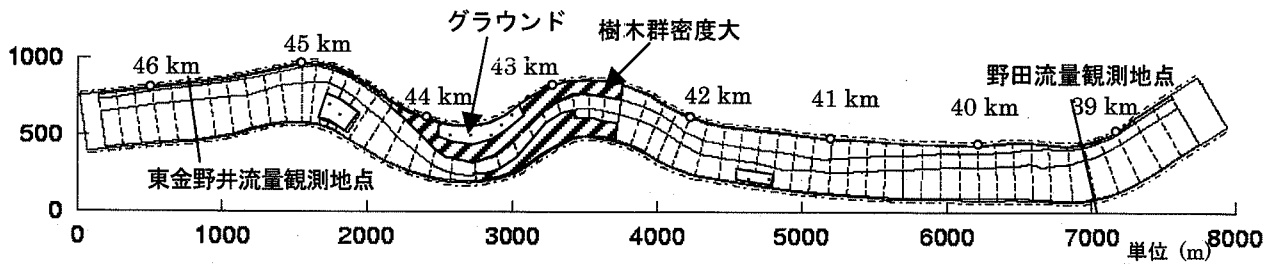 グラウンド
樹木群密度大
1000
500
0
46 km
45 km
44 km
43 km
42 km
41 km
40 km
39 km
野田流量観測地点
東金野井流量観測地点
0
1000
2000
3000
4000
5000
6000
7000
8000
単位 (m)